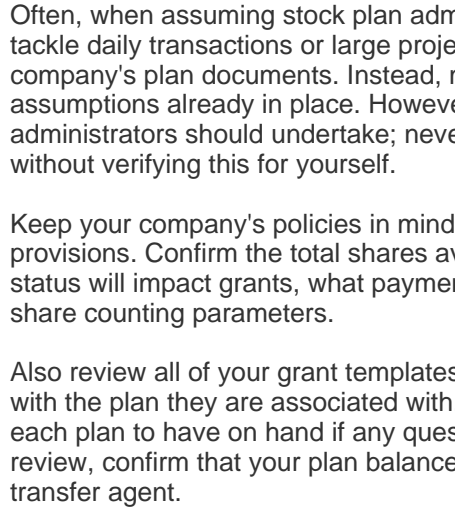 Often, when assuming stock plan adm
tackle daily transactions or large proje
company's plan documents. Instead,
assumptions already in place. Howeve
administrators should undertake; neve
without verifying this for yourself.
Keep your company's policies in mind
provisions. Confirm the total shares av
status will impact grants, what paymer
share counting parameters.
Also review all of your grant templates
with the plan they are associated with
each plan to have on hand if any ques
review, confirm that your plan balance
transfer agent.